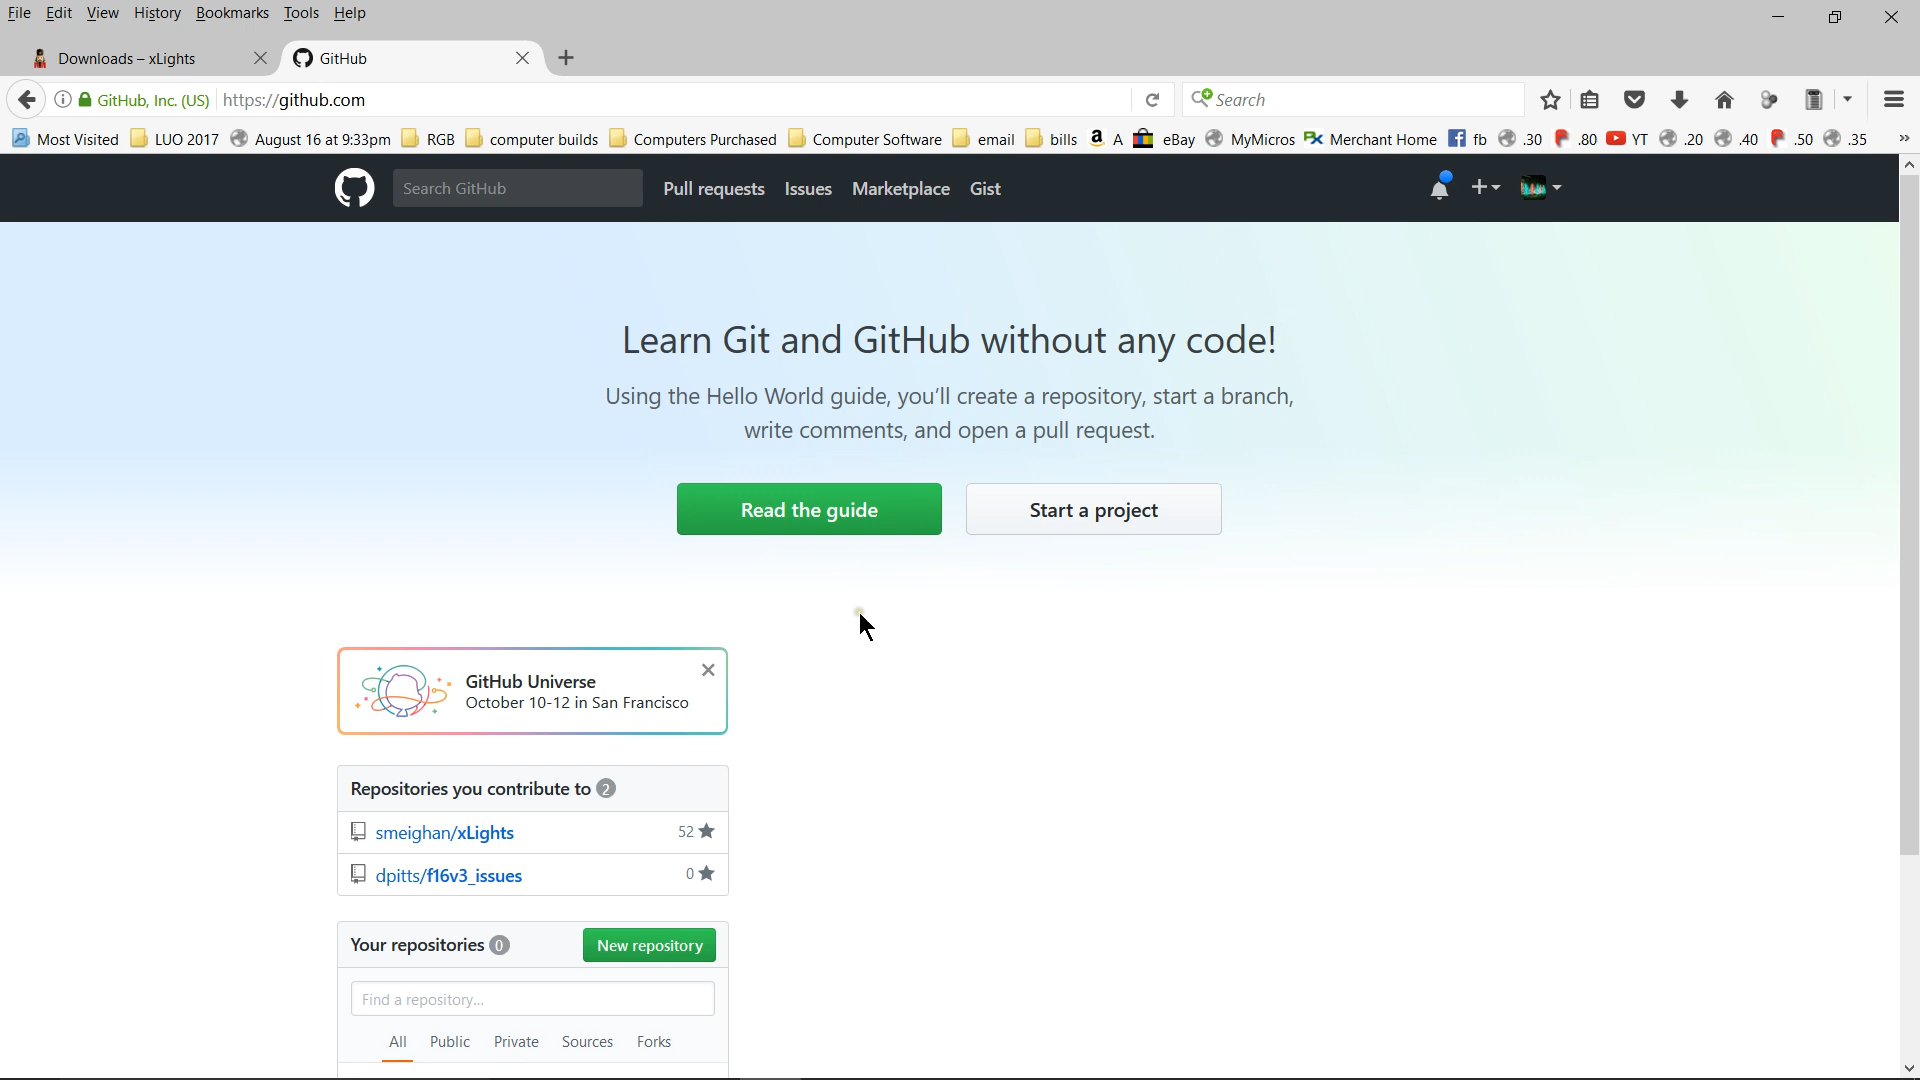 File Edit View History Bookmarks Tools Help
Downloads – xLights GitHub
GitHub, Inc. (US) https://github.com Search
Most Visited LUO 2017 August 16 at 9:33pm RGB computer builds Computers Purchased Computer Software email bills A eBay MyMicros Merchant Home fb .30 .80 YT .20 .40 .50 .35 »
Search GitHub Pull requests Issues Marketplace Gist
Learn Git and GitHub without any code!
Using the Hello World guide, you’ll create a repository, start a branch,
write comments, and open a pull request.
Read the guide Start a project
GitHub Universe
October 10-12 in San Francisco
Repositories you contribute to 2
smeighan/xLights 52
dpitts/f16v3_issues 0
Your repositories 0 New repository
Find a repository...
All Public Private Sources Forks